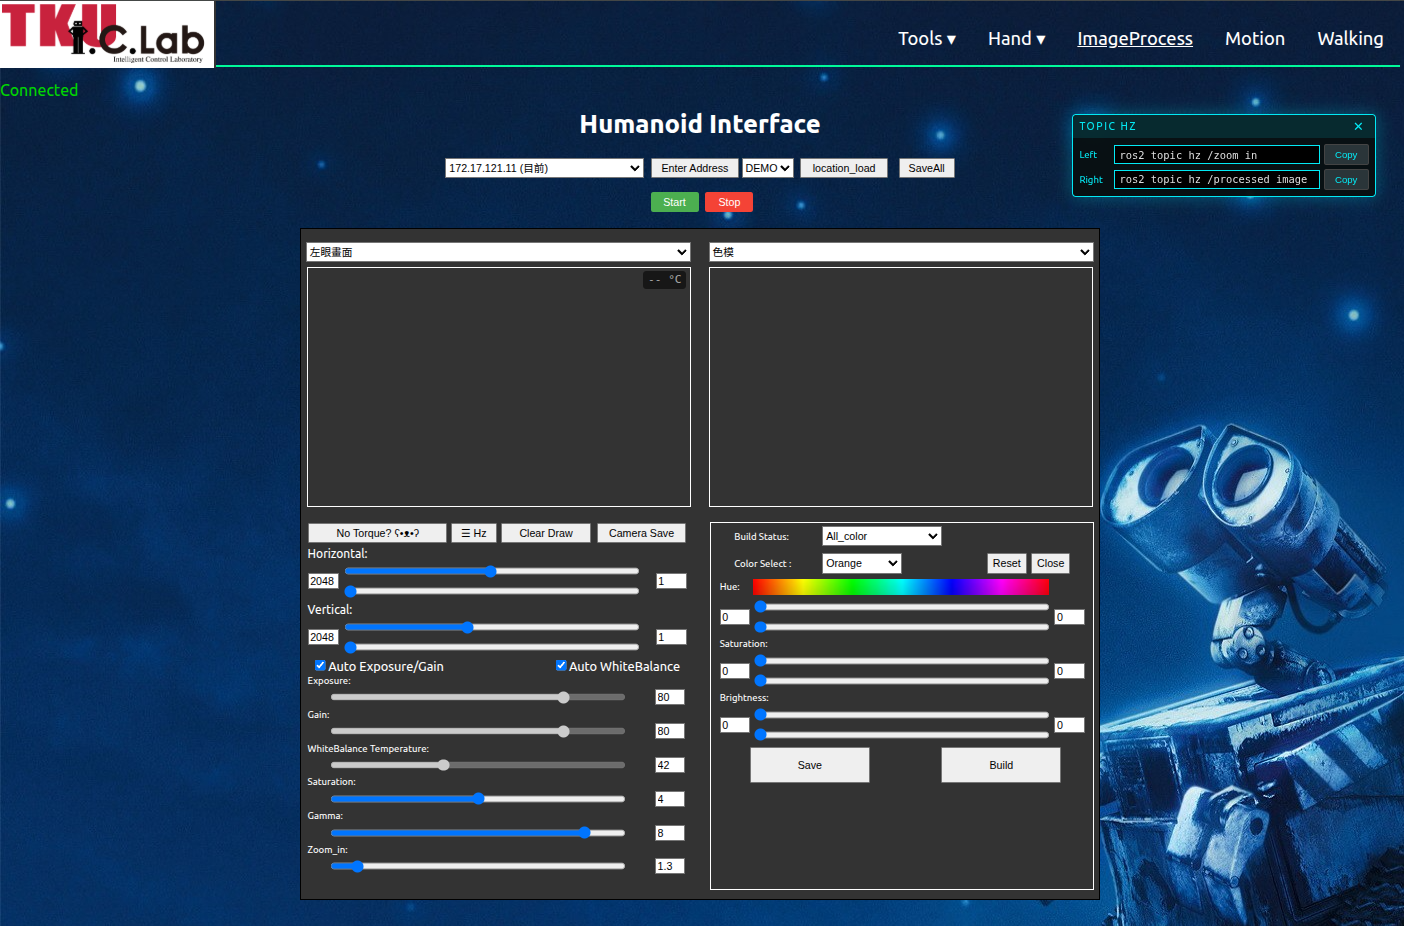 TKU
I.C.Lab
Intelligent Control Laboratory
Tools ▾
Hand ▾
ImageProcess
Motion
Walking
Connected
Humanoid Interface
172.17.121.11 (目前)
Enter Address
DEMO
location_load
SaveAll
Start
Stop
TOPIC HZ
✕
Left
ros2 topic hz /zoom_in
Copy
Right
ros2 topic hz /processed_image
Copy
左眼畫面
-- °C
色模
No Torque? ʕ•ᴥ•ʔ
☰ Hz
Clear Draw
Camera Save
Horizontal:
2048
1
Vertical:
2048
1
Auto Exposure/Gain
Auto WhiteBalance
Exposure:
80
Gain:
80
WhiteBalance Temperature:
42
Saturation:
4
Gamma:
8
Zoom_in:
1.3
Build Status:
All_color
Color Select :
Orange
Reset
Close
Hue:
0
0
Saturation:
0
0
Brightness:
0
0
Save
Build